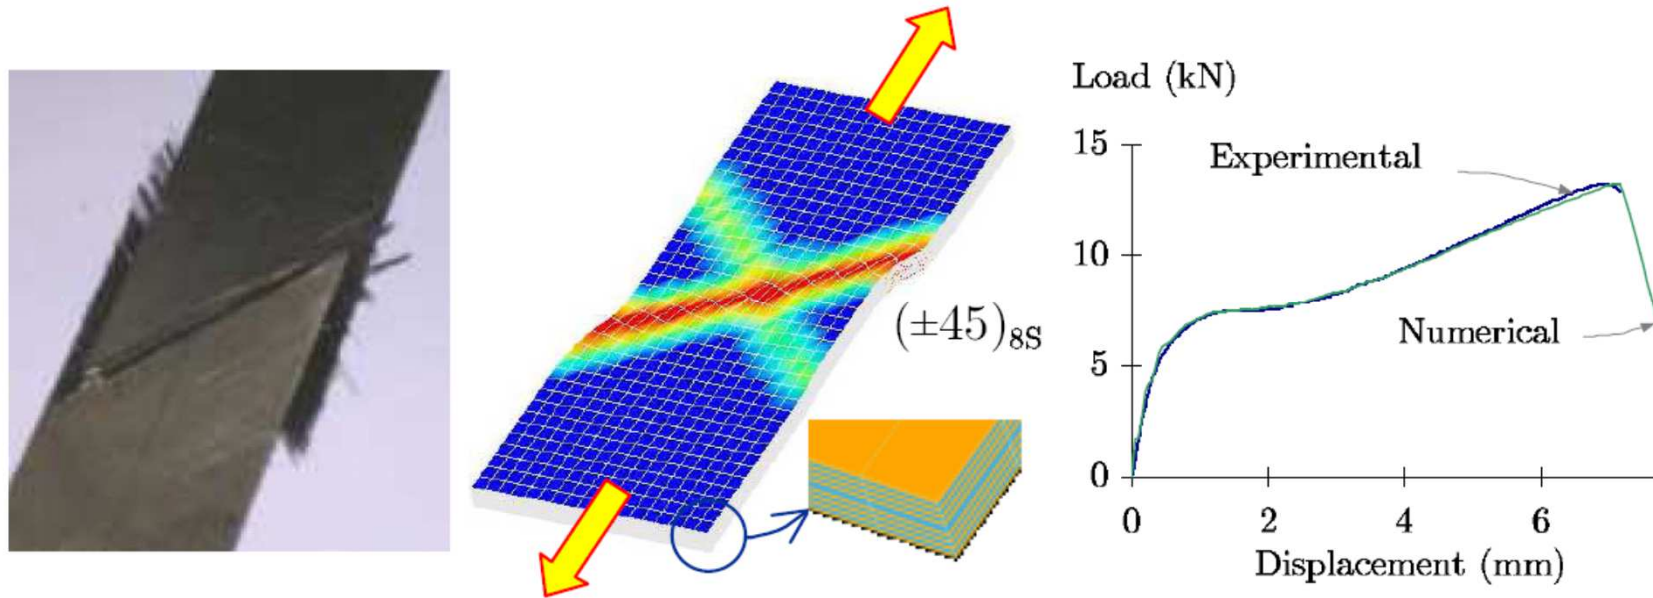 (±45)8S
Load (kN)
15
Experimental
10
Numerical
5
0
0 2 4 6
Displacement (mm)